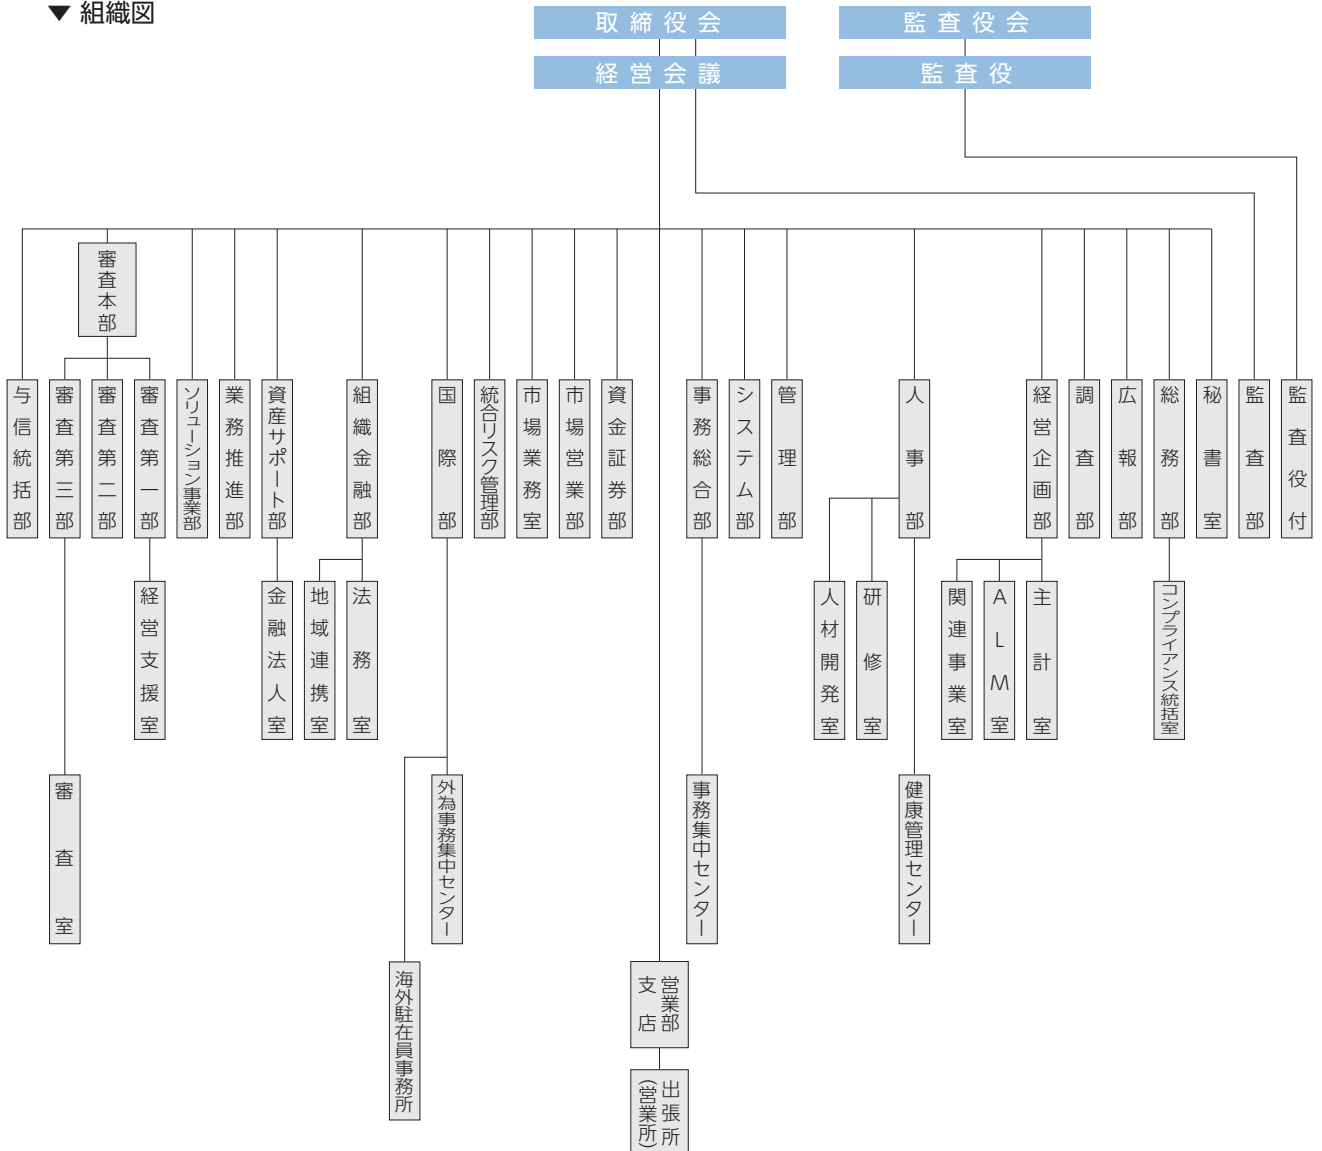 ▼ 組織図
取締役会
監査役会
経営会議
監査役
審査本部
与信統括部
審査第三部
審査第二部
審査第一部
ソリューション事業部
業務推進部
資産サポート部
組織金融部
国際部
統合リスク管理部
市場業務室
市場営業部
資金証券部
事務総合部
システム部
管理部
人事部
経営企画部
調査部
広報部
総務部
秘書室
監査部
監査役付
経営支援室
金融法人室
地域連携室
法務室
人材開発室
研修室
関連事業室
ALM室
主計室
コンプライアンス統括室
審査室
外為事務集中センター
事務集中センター
健康管理センター
海外駐在員事務所
営業部
支店
出張所
(営業所)